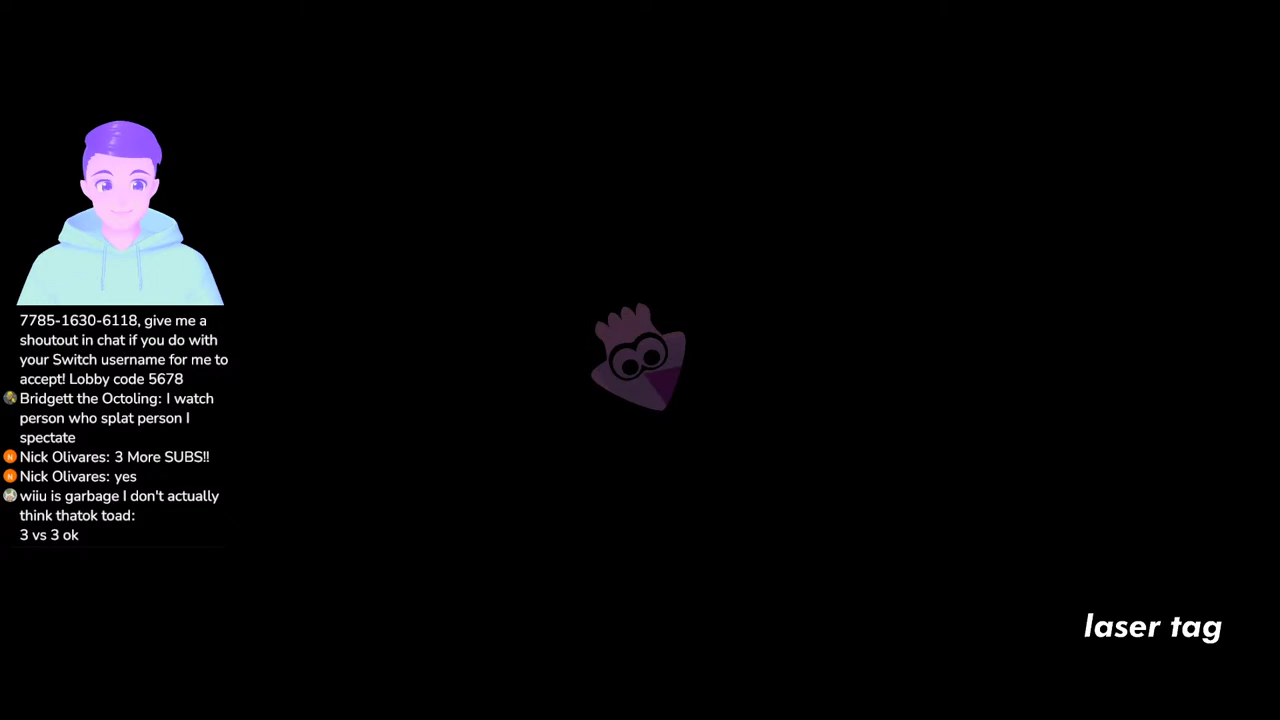 7785-1630-6118, give me a
shoutout in chat if you do with
your Switch username for me to
accept! Lobby code 5678
Bridgett the Octoling: I watch
person who splat person I
spectate
N Nick Olivares: 3 More SUBS!!
N Nick Olivares: yes
wiiu is garbage I don't actually
think thatok toad:
3 vs 3 ok
laser tag